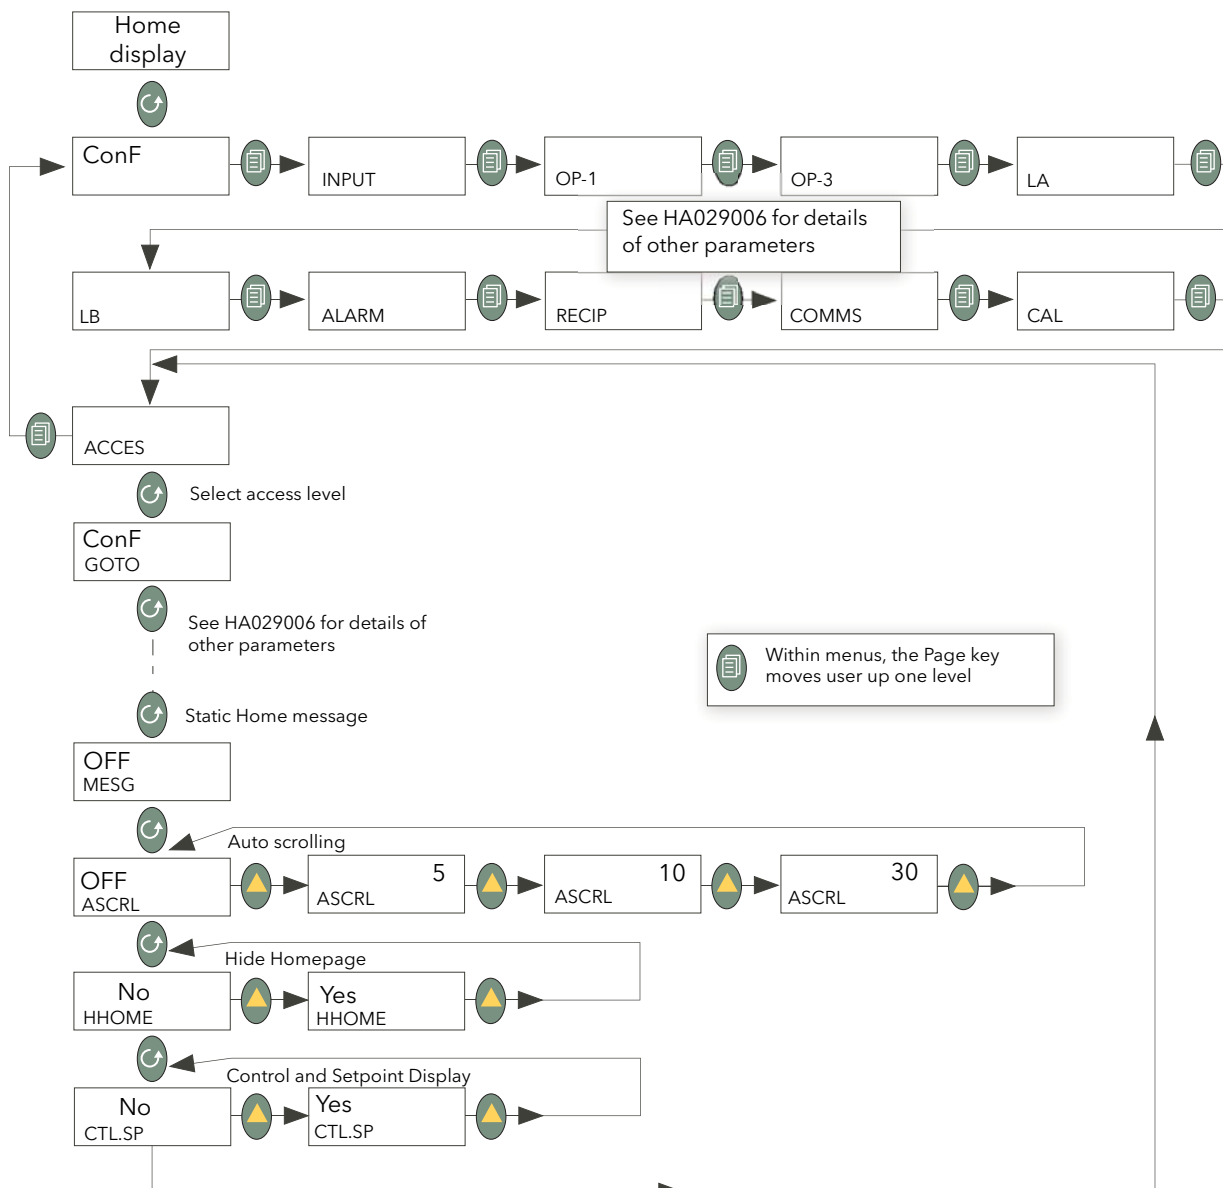 Home
display
ConF
INPUT
OP-1
OP-3
LA
See HA029006 for details
of other parameters
LB
ALARM
RECIP
COMMS
CAL
ACCES
Select access level
ConF
GOTO
See HA029006 for details of
other parameters
Within menus, the Page key
moves user up one level
Static Home message
OFF
MESG
Auto scrolling
OFF
ASCRL
5
ASCRL
10
ASCRL
30
ASCRL
Hide Homepage
No
HHOME
Yes
HHOME
Control and Setpoint Display
No
CTL.SP
Yes
CTL.SP